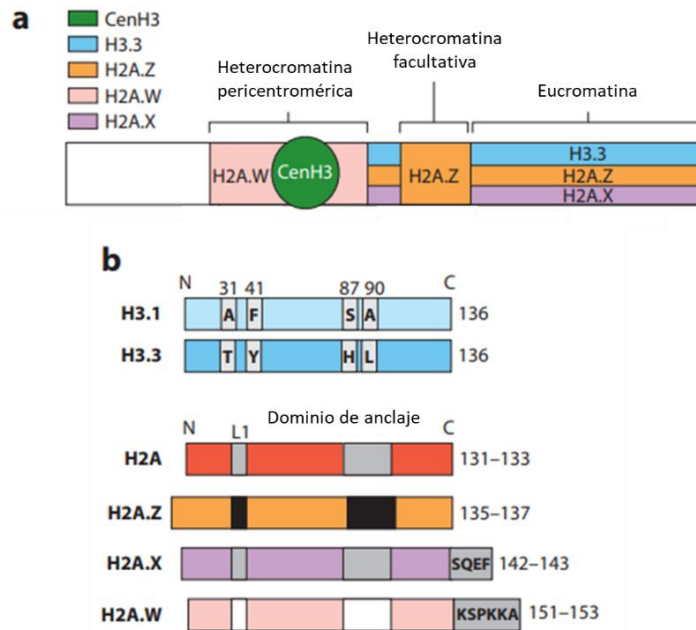 a
CenH3
H3.3
H2A.Z
H2A.W
H2A.X
Heterocromatina
pericentromérica
Heterocromatina
facultativa
Eucromatina
H2A.W
CenH3
H2A.Z
H3.3
H2A.Z
H2A.X
b
N 31 41 87 90 C
H3.1 A F S A 136
H3.3 T Y H L 136
Dominio de anclaje
N L1 C
H2A 131–133
H2A.Z 135–137
H2A.X SQEF 142–143
H2A.W KSPKKA 151–153